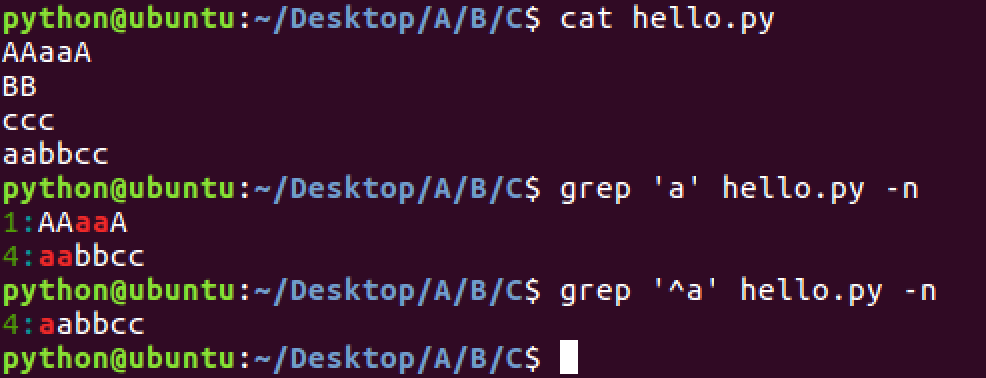 python@ubuntu:~/Desktop/A/B/C$ cat hello.py
AAaaA
BB
ccc
aabbcc
python@ubuntu:~/Desktop/A/B/C$ grep 'a' hello.py -n
1:AAaaA
4:aabbcc
python@ubuntu:~/Desktop/A/B/C$ grep '^a' hello.py -n
4:aabbcc
python@ubuntu:~/Desktop/A/B/C$